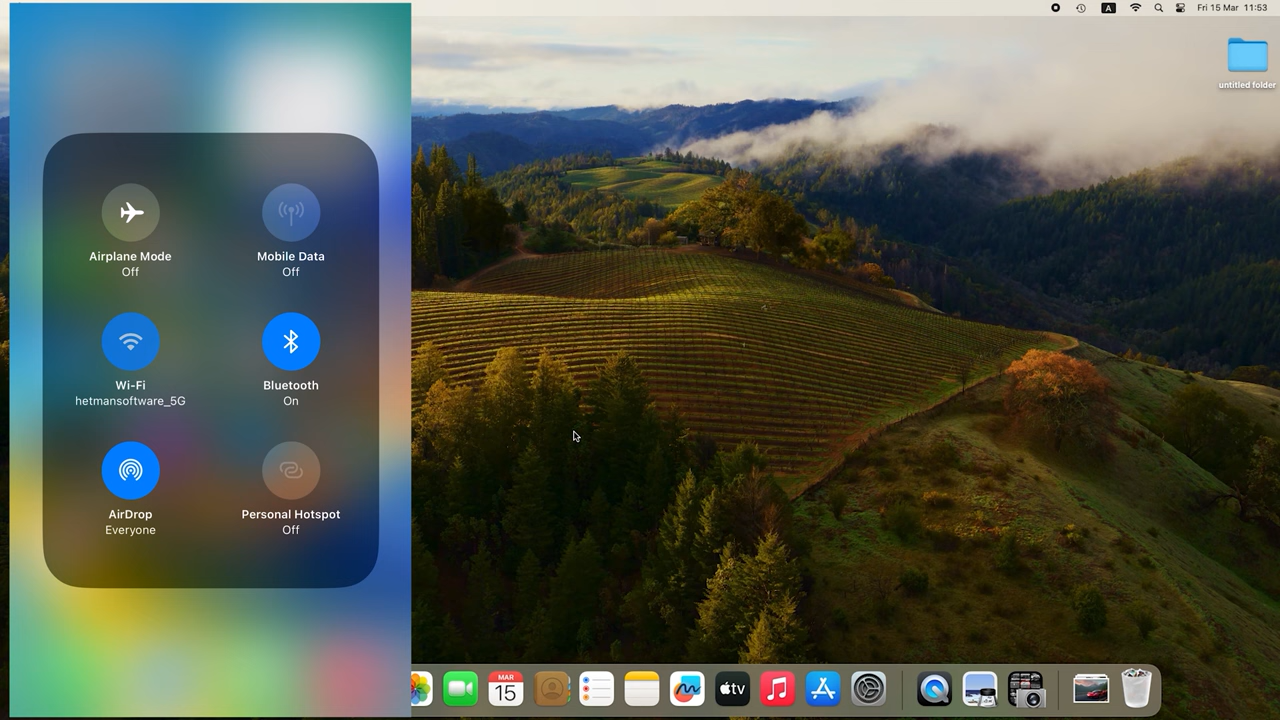 A
Fri 15 Mar 11:53
untitled folder
Airplane Mode
Off
Mobile Data
Off
Wi-Fi
hetmansoftware_5G
Bluetooth
On
AirDrop
Everyone
Personal Hotspot
Off
MAR
15
tv